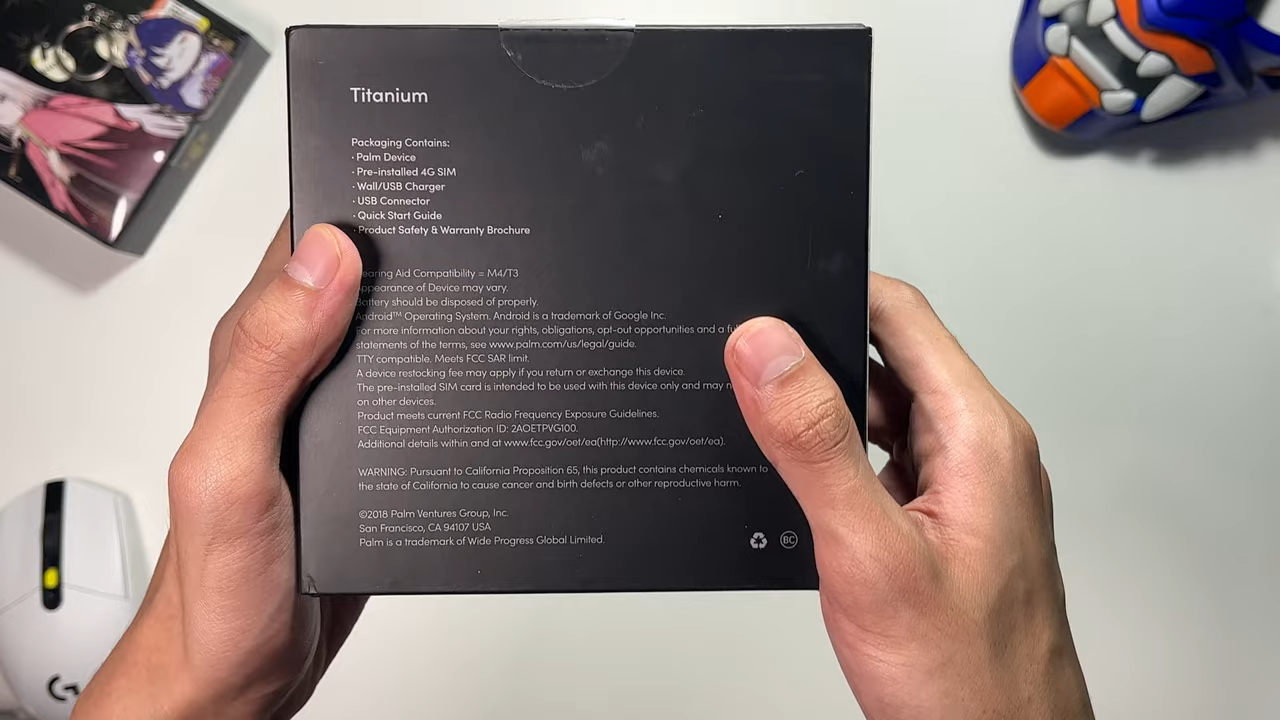 Titanium
Packaging Contains:
· Palm Device
· Pre-installed 4G SIM
· Wall/USB Charger
· USB Connector
· Quick Start Guide
· Product Safety & Warranty Brochure
Aid Compatibility = M4/T3
of Device may vary.
should be disposed of properly.
Android™ Operating System. Android is a trademark of Google Inc.
For more information about your rights, obligations, opt-out opportunities and a
statements of the terms, see www.palm.com/us/legal/guide.
TTY compatible. Meets FCC SAR limit.
A device restocking fee may apply if you return or exchange this device.
The pre-installed SIM card is intended to be used with this device only and may
on other devices.
Product meets current FCC Radio Frequency Exposure Guidelines.
FCC Equipment Authorization ID: 2AOETPVG100.
Additional details within and at www.fcc.gov/oet/ea(http://www.fcc.gov/oet/ea).
WARNING: Pursuant to California Proposition 65, this product contains chemicals known to
the state of California to cause cancer and birth defects or other reproductive harm.
©2018 Palm Ventures Group, Inc.
San Francisco, CA 94107 USA
Palm is a trademark of Wide Progress Global Limited.
BC
G